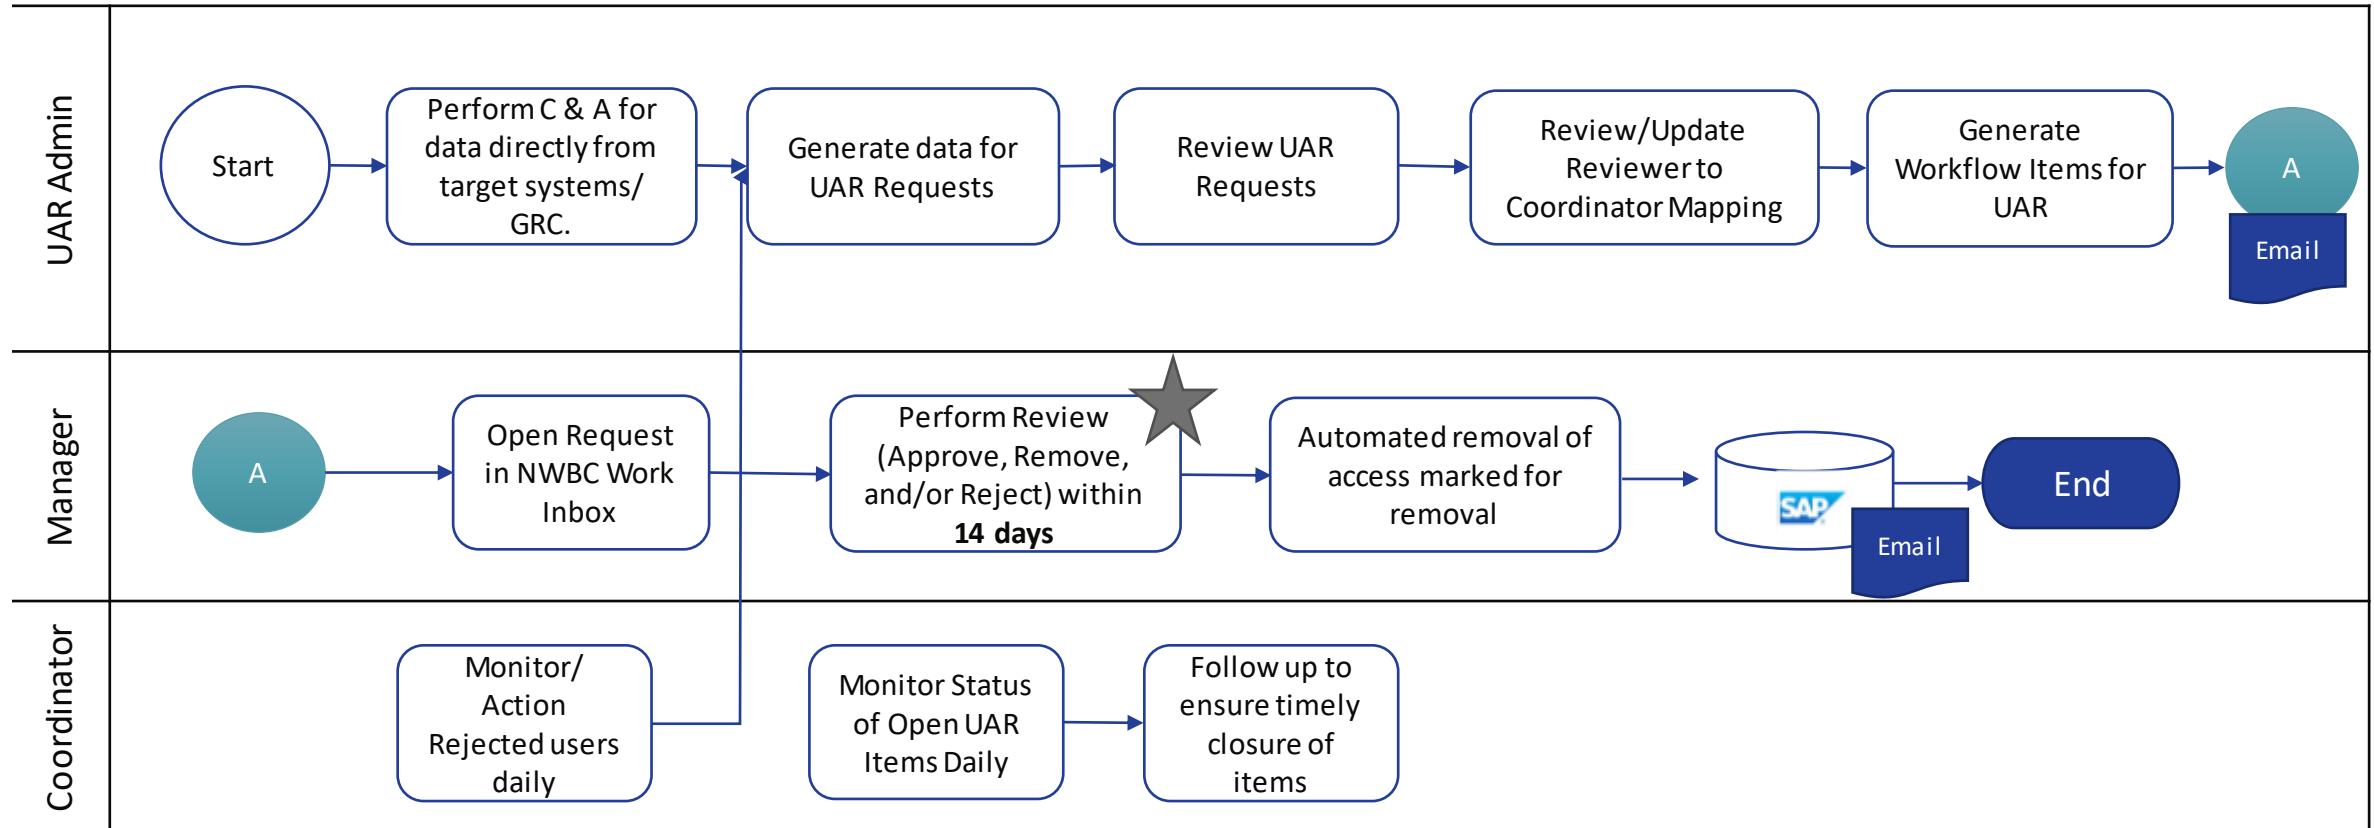 UAR Admin
Start
Perform C & A for
data directly from
target systems/
GRC.
Generate data for
UAR Requests
Review UAR
Requests
Review/Update
Reviewer to
Coordinator Mapping
Generate
Workflow Items for
UAR
A
Email
Manager
A
Open Request
in NWBC Work
Inbox
Perform Review
(Approve, Remove,
and/or Reject) within
14 days
Automated removal of
access marked for
removal
SAP
Email
End
Coordinator
Monitor/
Action
Rejected users
daily
Monitor Status
of Open UAR
Items Daily
Follow up to
ensure timely
closure of
items